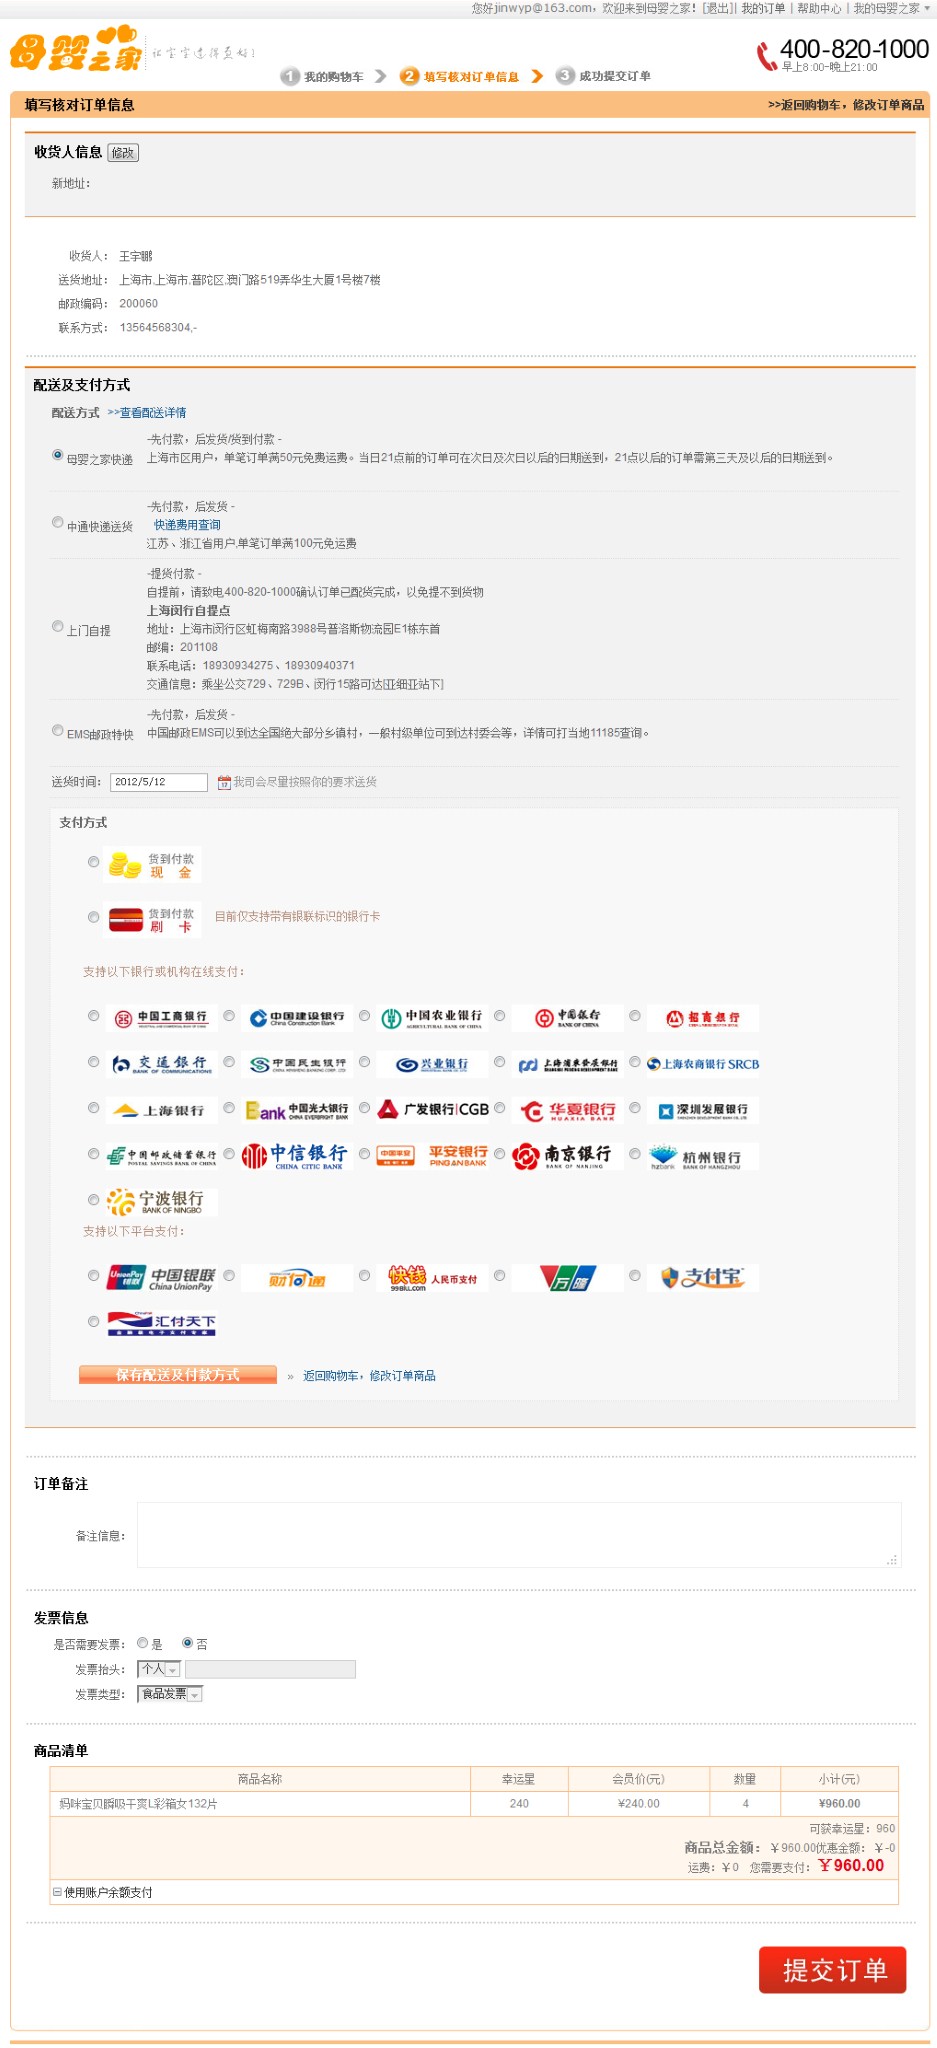 您好jinwyp@163.com，欢迎来到母婴之家！[退出]| 我的订单 | 帮助中心 | 我的母婴之家
母婴之家 让宝宝选择更好!
400-820-1000
早上8:00-晚上21:00
1 我的购物车 2 填写核对订单信息 3 成功提交订单
填写核对订单信息 >>返回购物车，修改订单商品
收货人信息 修改
新地址：
收货人： 王宇鹏
送货地址： 上海市,上海市,普陀区,澳门路519弄华生大厦1号楼7楼
邮政编码： 200060
联系方式： 13564568304,-
配送及支付方式
配送方式 >>查看配送详情
-先付款，后发货/货到付款 -
母婴之家快递 上海市区用户，单笔订单满50元免费运费。当日21点前的订单可在次日及次日以后的日期送到，21点以后的订单需第三天及以后的日期送到。
-先付款，后发货 -
中通快递送货 快递费用查询
江苏、浙江省用户,单笔订单满100元免运费
-提货付款 -
自提前，请致电400-820-1000确认订单已配货完成，以免提不到货物
上海闵行自提点
上门自提 地址：上海市闵行区虹梅南路3988号普洛斯物流园E1栋东首
邮编：201108
联系电话：18930934275、18930940371
交通信息：乘坐公交729、729B、闵行15路可达[亚细亚站下]
-先付款，后发货 -
EMS邮政特快 中国邮政EMS可以到达全国绝大部分乡镇村，一般村级单位可到达村委会等，详情可打当地11185查询。
送货时间： 2012/5/12 我司会尽量按照你的要求送货
支付方式
货到付款
现 金
货到付款
刷 卡 目前仅支持带有银联标识的银行卡
支持以下银行或机构在线支付：
中国工商银行 中国建设银行 China Construction Bank 中国农业银行 AGRICULTURAL BANK OF CHINA 中国银行 BANK OF CHINA 招商银行
交通银行 BANK OF COMMUNICATIONS 中国民生银行 兴业银行 上海浦东发展银行 上海农商银行 SRCB
上海银行 Bank 中国光大银行 CHINA EVERBRIGHT BANK 广发银行|CGB 华夏银行 HUAXIA BANK 深圳发展银行
中国邮政储蓄银行 POSTAL SAVINGS BANK OF CHINA 中信银行 CHINA CITIC BANK 中国平安 平安银行 PING AN BANK 南京银行 BANK OF NANJING hzbank 杭州银行 BANK OF HANGZHOU
宁波银行 BANK OF NINGBO
支持以下平台支付：
UnionPay 银联 中国银联 China UnionPay 财付通 快钱 99Bill.com 人民币支付 万隆 支付宝
汇付天下
保存配送及付款方式 » 返回购物车，修改订单商品
订单备注
备注信息：
发票信息
是否需要发票： 是 否
发票抬头： 个人
发票类型： 食品发票
商品清单
商品名称 幸运星 会员价(元) 数量 小计(元)
妈咪宝贝瞬吸干爽L彩箱女132片 240 ¥240.00 4 ¥960.00
可获幸运星：960
商品总金额：￥960.00优惠金额：￥-0
运费：￥0 您需要支付：￥960.00
使用账户余额支付
提交订单